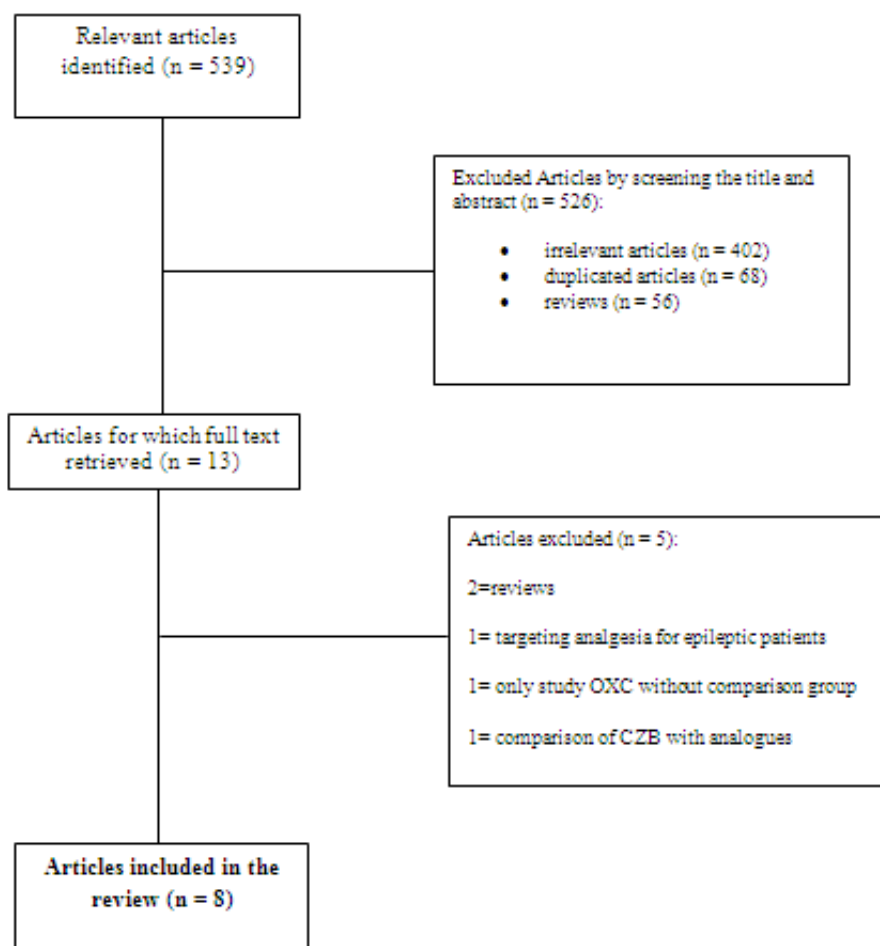 Relevant articles
identified (n = 539)
Excluded Articles by screening the title and
abstract (n = 526):
• irrelevant articles (n = 402)
• duplicated articles (n = 68)
• reviews (n = 56)
Articles for which full text
retrieved (n = 13)
Articles excluded (n = 5):
2=reviews
1= targeting analgesia for epileptic patients
1= only study OXC without comparison group
1= comparison of CZB with analogues
Articles included in the
review (n = 8)